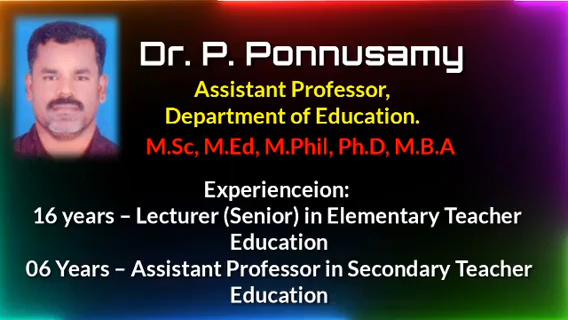 Dr. P. Ponnusamy
Assistant Professor,
Department of Education.
M.Sc, M.Ed, M.Phil, Ph.D, M.B.A
Experienceion:
16 years – Lecturer (Senior) in Elementary Teacher
Education
06 Years – Assistant Professor in Secondary Teacher
Education